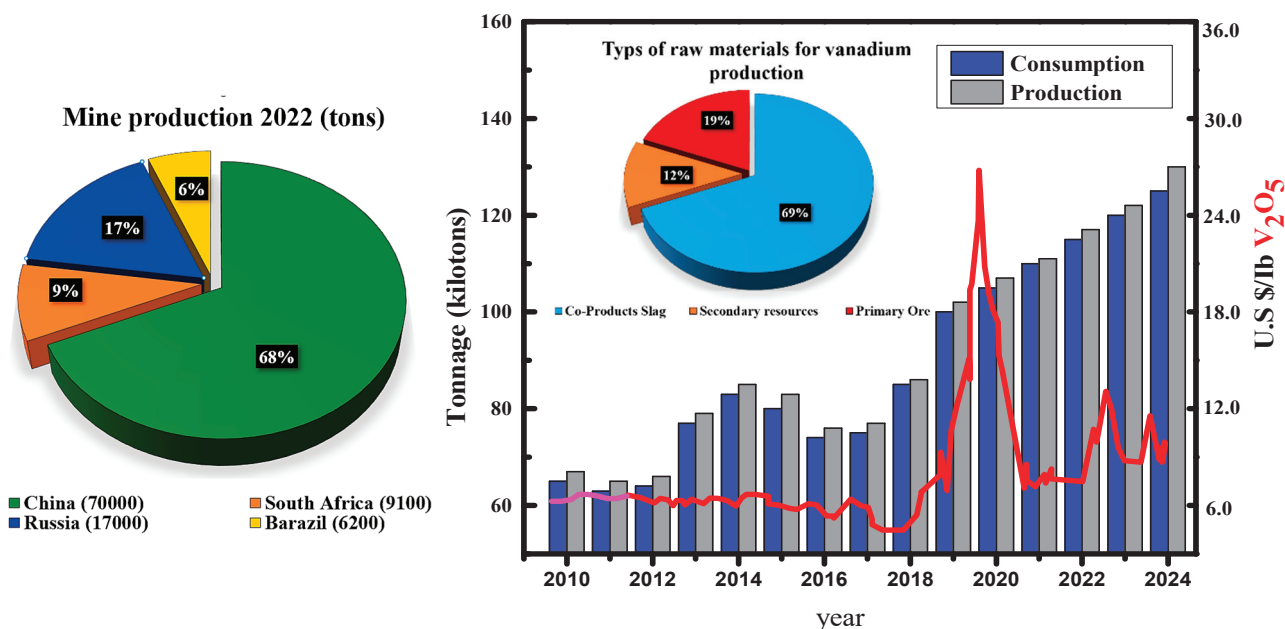 Mine production 2022 (tons)
6%
17%
9%
68%
China (70000)
South Africa (9100)
Russia (17000)
Barazil (6200)
Typs of raw materials for vanadium
production
19%
12%
69%
Co-Products Slag
Secondary resources
Primary Ore
Consumption
Production
Tonnage (kilotons)
160
140
120
100
80
60
36.0
30.0
24.0
18.0
12.0
6.0
U.S $/Ib V₂O₅
2010
2012
2014
2016
2018
2020
2022
2024
year